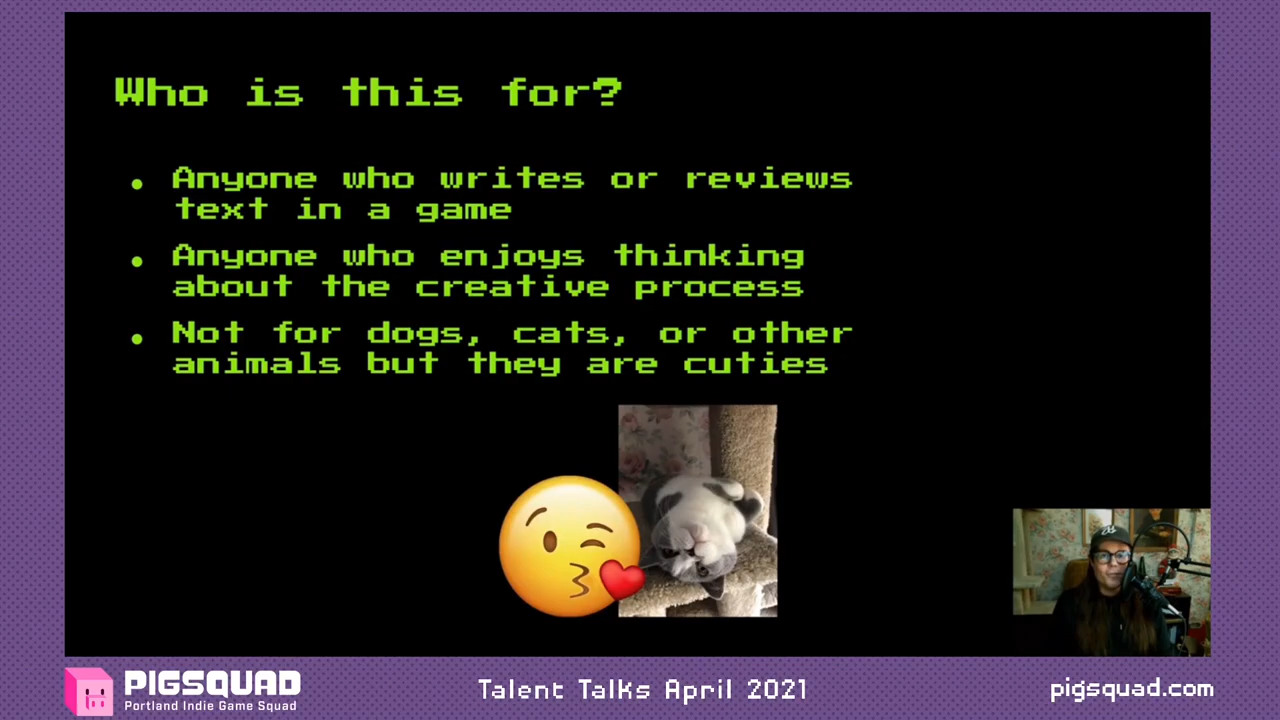 Who is this for?
• Anyone who writes or reviews
text in a game
• Anyone who enjoys thinking
about the creative process
• Not for dogs, cats, or other
animals but they are cuties
PIGSQUAD
Portland Indie Game Squad
Talent Talks April 2021
pigsquad.com